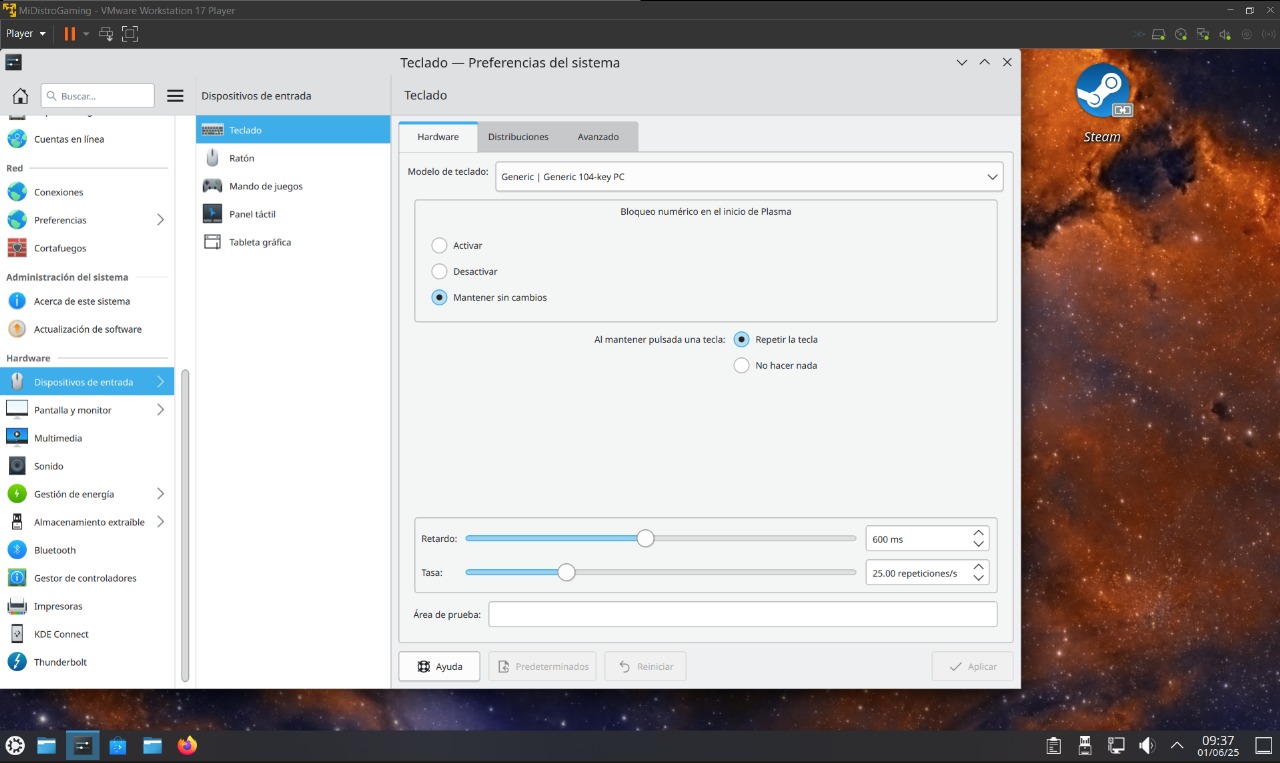 MiDistroGaming - VMware Workstation 17 Player
Player
Teclado — Preferencias del sistema
Buscar...
Dispositivos de entrada
Teclado
Cuentas en línea
Red
Conexiones
Preferencias
Cortafuegos
Administración del sistema
Acerca de este sistema
Actualización de software
Hardware
Dispositivos de entrada
Pantalla y monitor
Multimedia
Sonido
Gestión de energía
Almacenamiento extraíble
Bluetooth
Gestor de controladores
Impresoras
KDE Connect
Thunderbolt
Teclado
Ratón
Mando de juegos
Panel táctil
Tableta gráfica
Hardware
Distribuciones
Avanzado
Modelo de teclado:
Generic | Generic 104-key PC
Bloqueo numérico en el inicio de Plasma
Activar
Desactivar
Mantener sin cambios
Al mantener pulsada una tecla:
Repetir la tecla
No hacer nada
Retardo:
600 ms
Tasa:
25.00 repeticiones/s
Área de prueba:
Ayuda
Predeterminados
Reiniciar
Aplicar
Steam
09:37
01/06/25